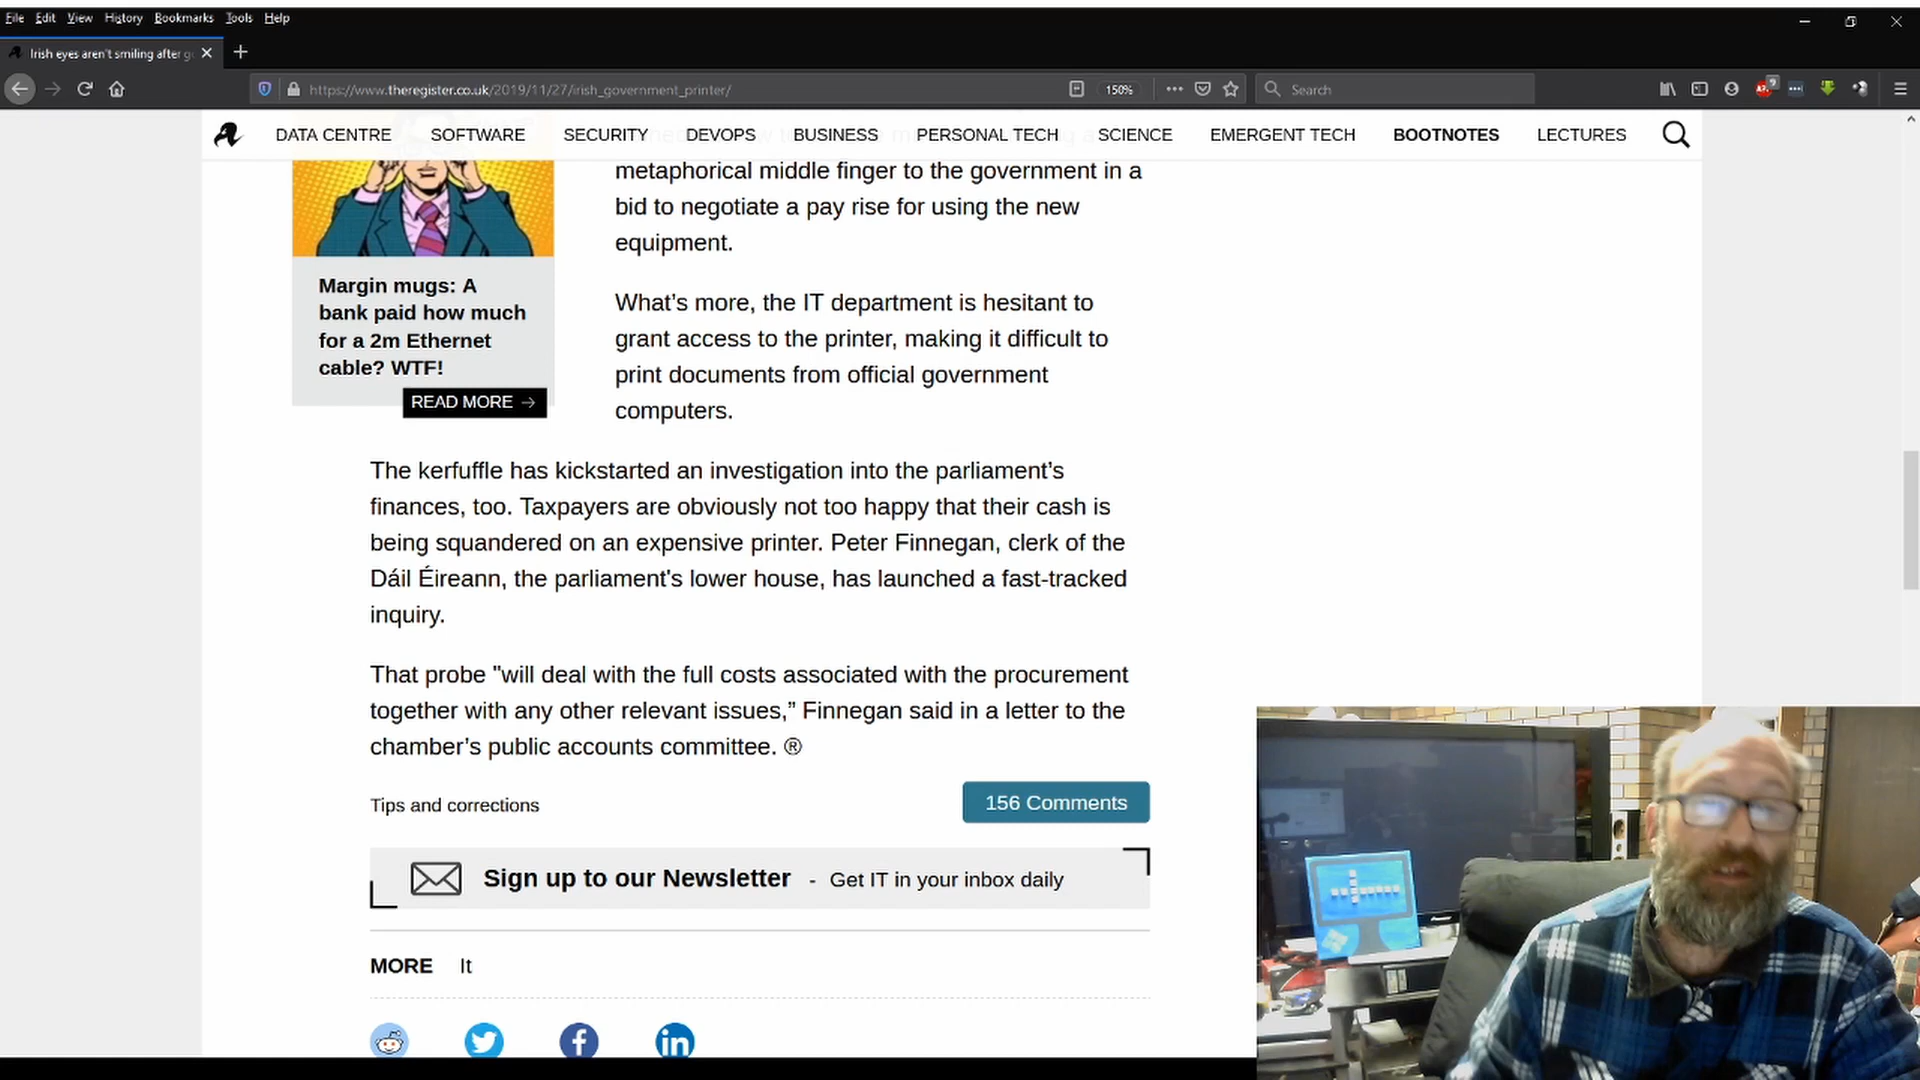 File Edit View History Bookmarks Tools Help
Irish eyes aren't smiling after g
https://www.theregister.co.uk/2019/11/27/irish_government_printer/
150%
Search
DATA CENTRE SOFTWARE SECURITY DEVOPS BUSINESS PERSONAL TECH SCIENCE EMERGENT TECH BOOTNOTES LECTURES
metaphorical middle finger to the government in a
bid to negotiate a pay rise for using the new
equipment.
Margin mugs: A
bank paid how much
for a 2m Ethernet
cable? WTF!
READ MORE →
What’s more, the IT department is hesitant to
grant access to the printer, making it difficult to
print documents from official government
computers.
The kerfuffle has kickstarted an investigation into the parliament’s
finances, too. Taxpayers are obviously not too happy that their cash is
being squandered on an expensive printer. Peter Finnegan, clerk of the
Dáil Éireann, the parliament's lower house, has launched a fast-tracked
inquiry.
That probe "will deal with the full costs associated with the procurement
together with any other relevant issues,” Finnegan said in a letter to the
chamber’s public accounts committee. ®
Tips and corrections
156 Comments
Sign up to our Newsletter - Get IT in your inbox daily
MORE It